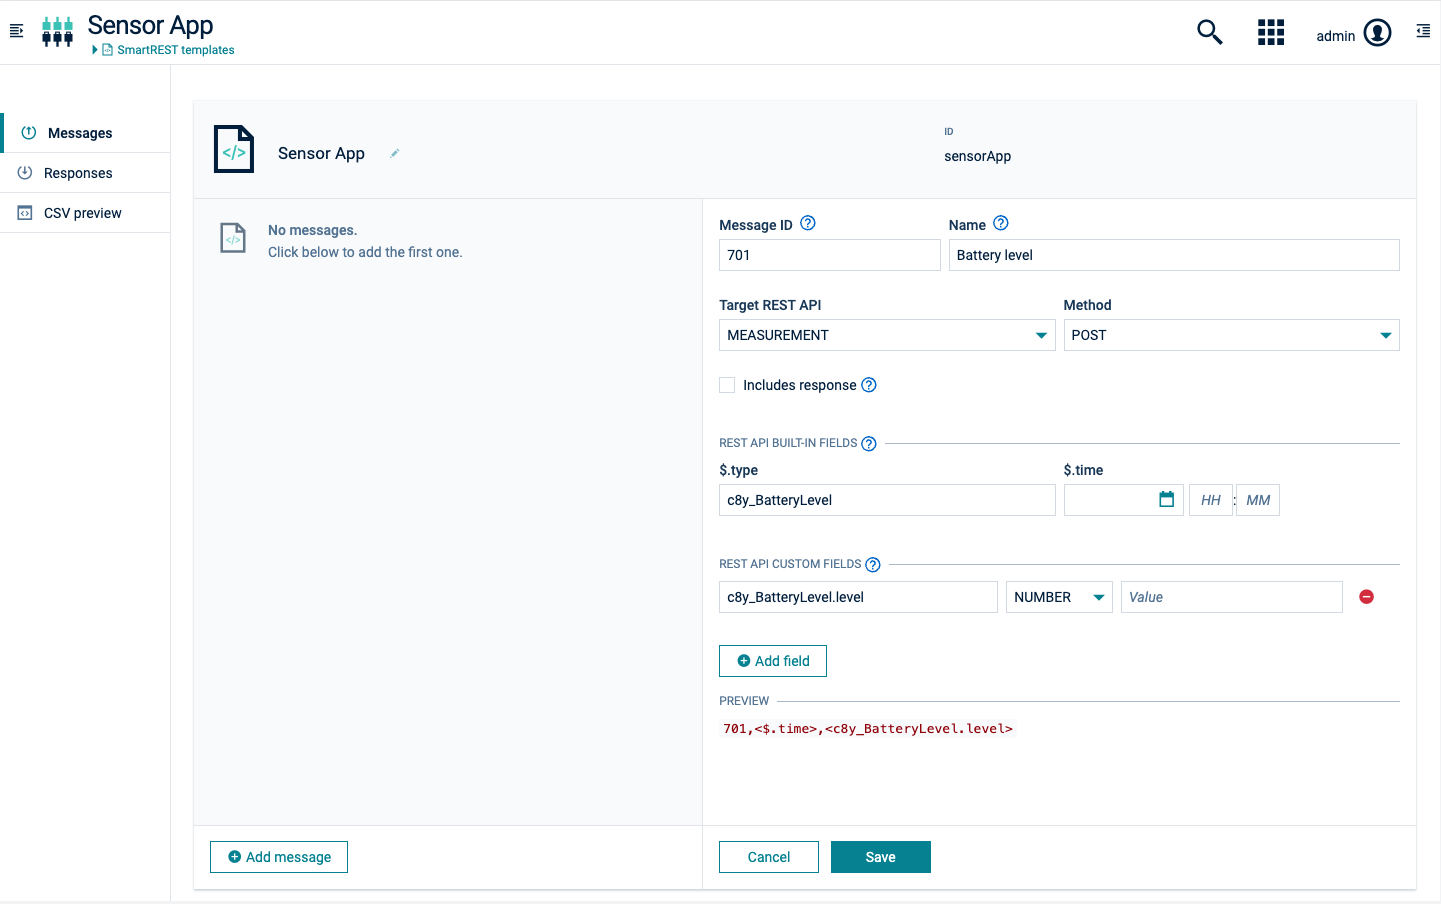 Sensor App
SmartREST templates
admin
Messages
Responses
CSV preview
</>
Sensor App
ID
sensorApp
</>
No messages.
Click below to add the first one.
Message ID ?
Name ?
701
Battery level
Target REST API
Method
MEASUREMENT
POST
Includes response ?
REST API BUILT-IN FIELDS ?
$.type
$.time
c8y_BatteryLevel
HH : MM
REST API CUSTOM FIELDS ?
c8y_BatteryLevel.level
NUMBER
Value
Add field
PREVIEW
701,<$.time>,<c8y_BatteryLevel.level>
Add message
Cancel
Save